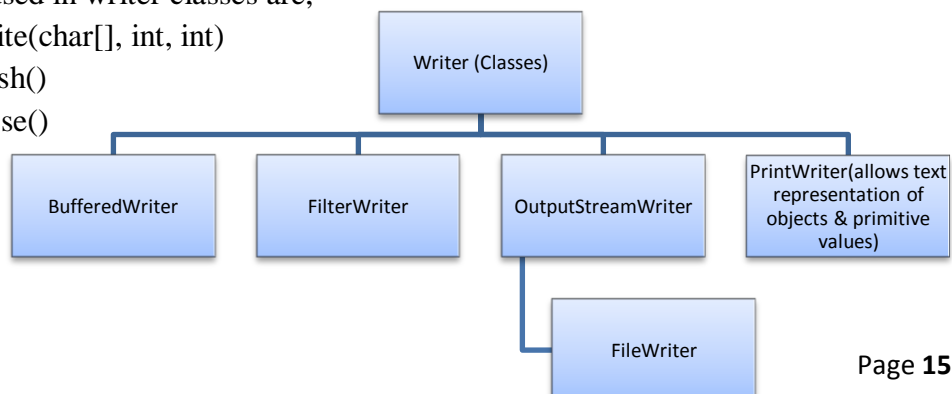 used in writer classes are,
ite(char[], int, int)
sh()
se()
Writer (Classes)
BufferedWriter
FilterWriter
OutputStreamWriter
PrintWriter(allows text
representation of
objects & primitive
values)
FileWriter
Page 15